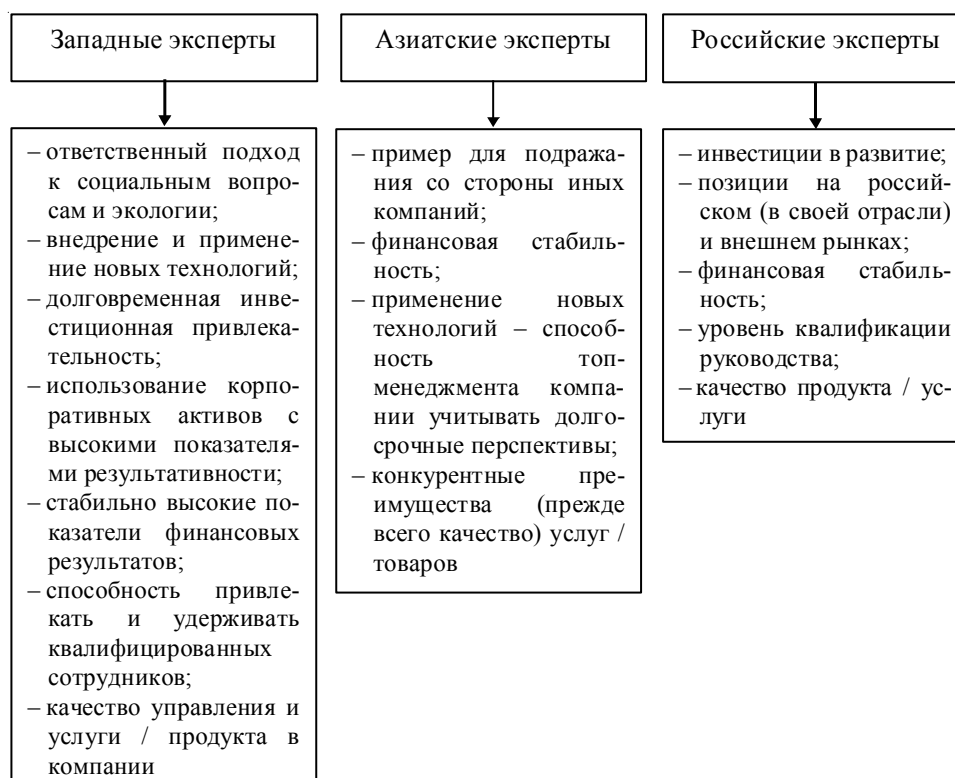 Западные эксперты
– ответственный подход
к социальным вопро-
сам и экологии;
– внедрение и примене-
ние новых технологий;
– долговременная инве-
стиционная привлека-
тельность;
– использование корпо-
ративных активов с
высокими показателя-
ми результативности;
– стабильно высокие по-
казатели финансовых
результатов;
– способность привле-
кать и удерживать
квалифицированных
сотрудников;
– качество управления и
услуги / продукта в
компании
Азиатские эксперты
– пример для подража-
ния со стороны иных
компаний;
– финансовая стабиль-
ность;
– применение новых
технологий – способ-
ность топ-
менеджмента компа-
нии учитывать долго-
срочные перспективы;
– конкурентные пре-
имущества (прежде
всего качество) услуг /
товаров
Российские эксперты
– инвестиции в развитие;
– позиции на россий-
ском (в своей отрасли)
и внешнем рынках;
– финансовая стабиль-
ность;
– уровень квалификации
руководства;
– качество продукта / ус-
луги